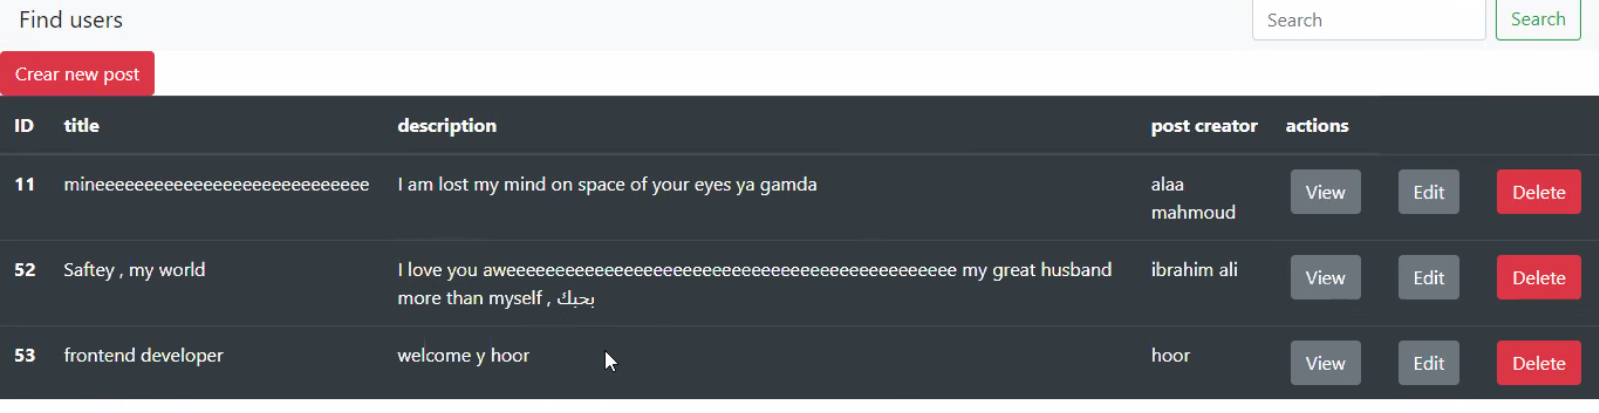 Find users
Search
Search
Crear new post
ID title description post creator actions
11 mineeeeeeeeeeeeeeeeeeeeeeeeeeee I am lost my mind on space of your eyes ya gamda alaa View Edit Delete
mahmoud
52 Saftey , my world I love you aweeeeeeeeeeeeeeeeeeeeeeeeeeeeeeeeeeeeeeeeeeeee my great husband ibrahim ali View Edit Delete
more than myself , بحبك
53 frontend developer welcome y hoor hoor View Edit Delete